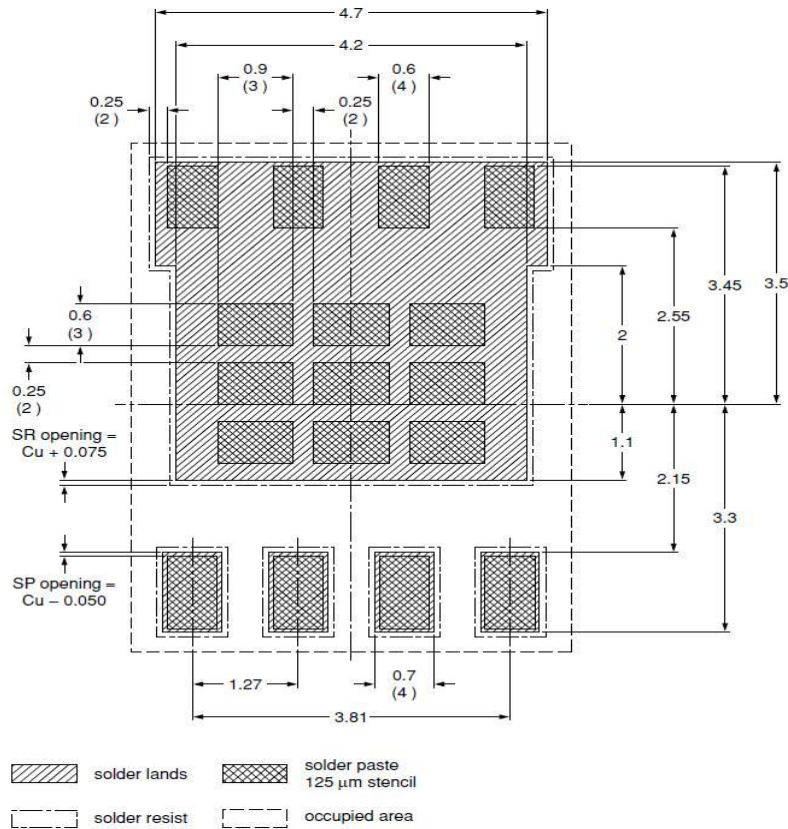 4.7
4.2
0.9
(3 )
0.6
(4 )
0.25
(2 )
0.25
(2 )
3.45
3.5
2.55
2
0.6
(3 )
0.25
(2 )
SR opening =
Cu + 0.075
1.1
2.15
3.3
SP opening =
Cu – 0.050
1.27
0.7
(4 )
3.81
solder lands
solder paste
125 μm stencil
solder resist
occupied area